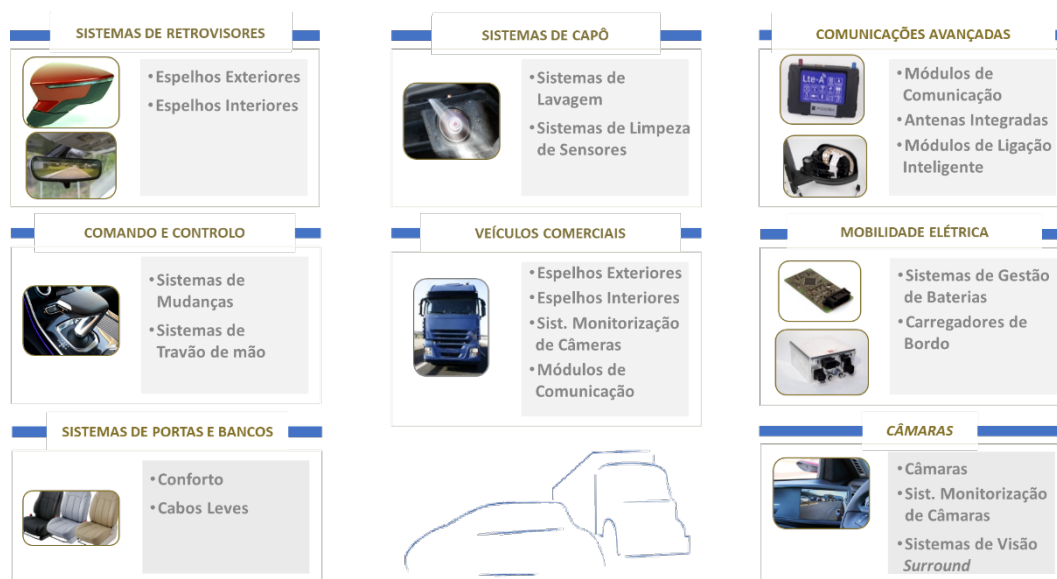 SISTEMAS DE RETROVISORES
• Espelhos Exteriores
• Espelhos Interiores
SISTEMAS DE CAPÔ
• Sistemas de
Lavagem
• Sistemas de Limpeza
de Sensores
COMUNICAÇÕES AVANÇADAS
Lte-A
• Módulos de
Comunicação
• Antenas Integradas
• Módulos de Ligação
Inteligente
COMANDO E CONTROLO
• Sistemas de
Mudanças
• Sistemas de
Travão de mão
VEÍCULOS COMERCIAIS
• Espelhos Exteriores
• Espelhos Interiores
• Sist. Monitorização
de Câmeras
• Módulos de
Comunicação
MOBILIDADE ELÉTRICA
• Sistemas de Gestão
de Baterias
• Carregadores de
Bordo
SISTEMAS DE PORTAS E BANCOS
• Conforto
• Cabos Leves
CÂMARAS
• Câmaras
• Sist. Monitorização
de Câmaras
• Sistemas de Visão
Surround